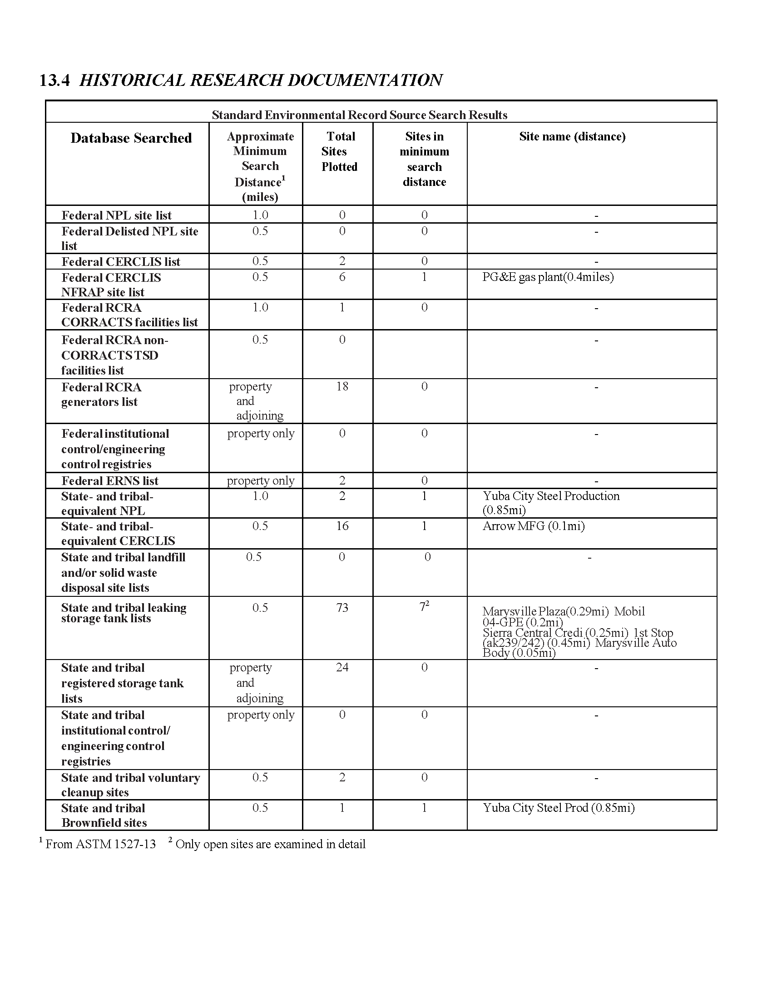 13.4 HISTORICAL RESEARCH DOCUMENTATION
Standard Environmental Record Source Search Results
Database Searched
Approximate
Minimum
Search
Distance1
(miles)
Total
Sites
Plotted
Sites in
minimum
search
distance
Site name (distance)
Federal NPL site list
1.0
0
0
-
Federal Delisted NPL site
list
0.5
0
0
-
Federal CERCLIS list
0.5
2
0
-
Federal CERCLIS
NFRAP site list
0.5
6
1
PG&E gas plant(0.4miles)
Federal RCRA
CORRACTS facilities list
1.0
1
0
-
Federal RCRA non-
CORRACTS TSD
facilities list
0.5
0
-
Federal RCRA
generators list
property
and
adjoining
18
0
-
Federal institutional
control/engineering
control registries
property only
0
0
-
Federal ERNS list
property only
2
0
-
State- and tribal-
equivalent NPL
1.0
2
1
Yuba City Steel Production
(0.85mi)
State- and tribal-
equivalent CERCLIS
0.5
16
1
Arrow MFG (0.1mi)
State and tribal landfill
and/or solid waste
disposal site lists
0.5
0
0
-
State and tribal leaking
storage tank lists
0.5
73
72
Marysville Plaza(0.29mi) Mobil
04-GPE (0.2mi)
Sierra Central Credi (0.25mi) 1st Stop
(ak239/242) (0.45mi) Marysville Auto
Body (0.05mi)
State and tribal
registered storage tank
lists
property
and
adjoining
24
0
-
State and tribal
institutional control/
engineering control
registries
property only
0
0
-
State and tribal voluntary
cleanup sites
0.5
2
0
-
State and tribal
Brownfield sites
0.5
1
1
Yuba City Steel Prod (0.85mi)
1 From ASTM 1527-13 2 Only open sites are examined in detail